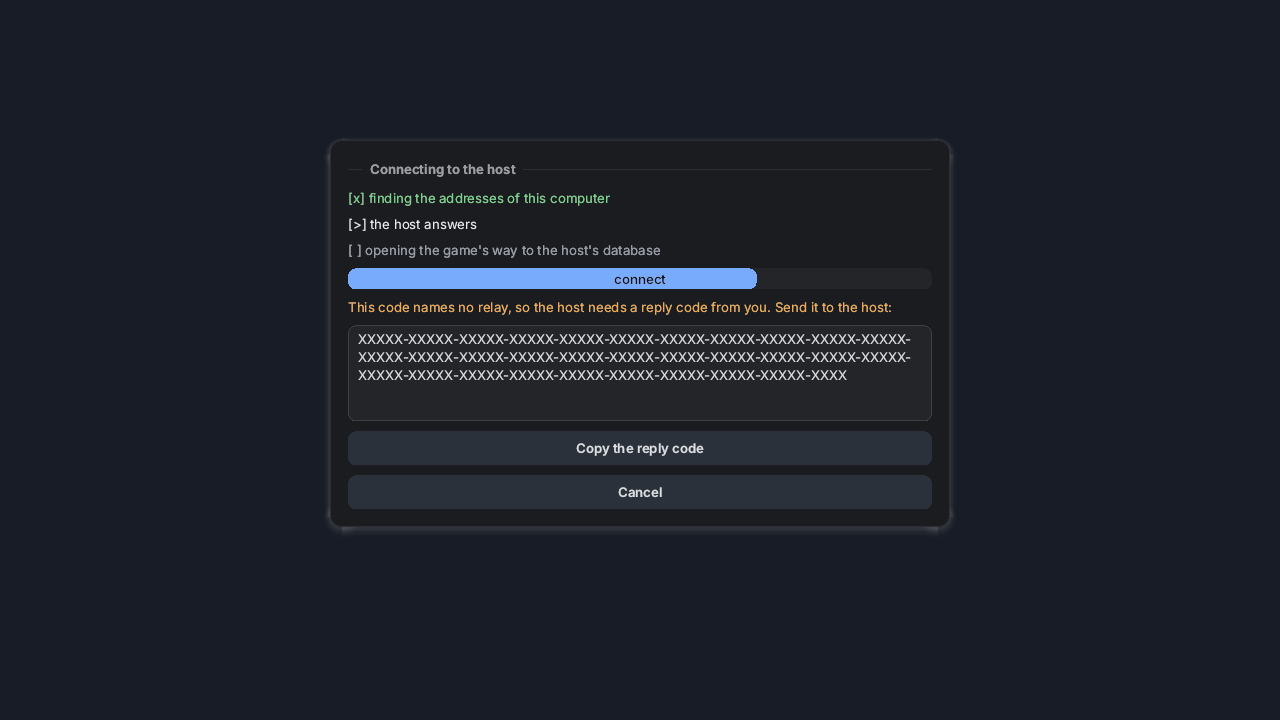 Connecting to the host
[x] finding the addresses of this computer
[>] the host answers
[ ] opening the game's way to the host's database
connect
This code names no relay, so the host needs a reply code from you. Send it to the host:
XXXXX-XXXXX-XXXXX-XXXXX-XXXXX-XXXXX-XXXXX-XXXXX-XXXXX-XXXXX-XXXXX-
XXXXX-XXXXX-XXXXX-XXXXX-XXXXX-XXXXX-XXXXX-XXXXX-XXXXX-XXXXX-XXXXX-
XXXXX-XXXXX-XXXXX-XXXXX-XXXXX-XXXXX-XXXXX-XXXXX-XXXXX-XXXX
Copy the reply code
Cancel